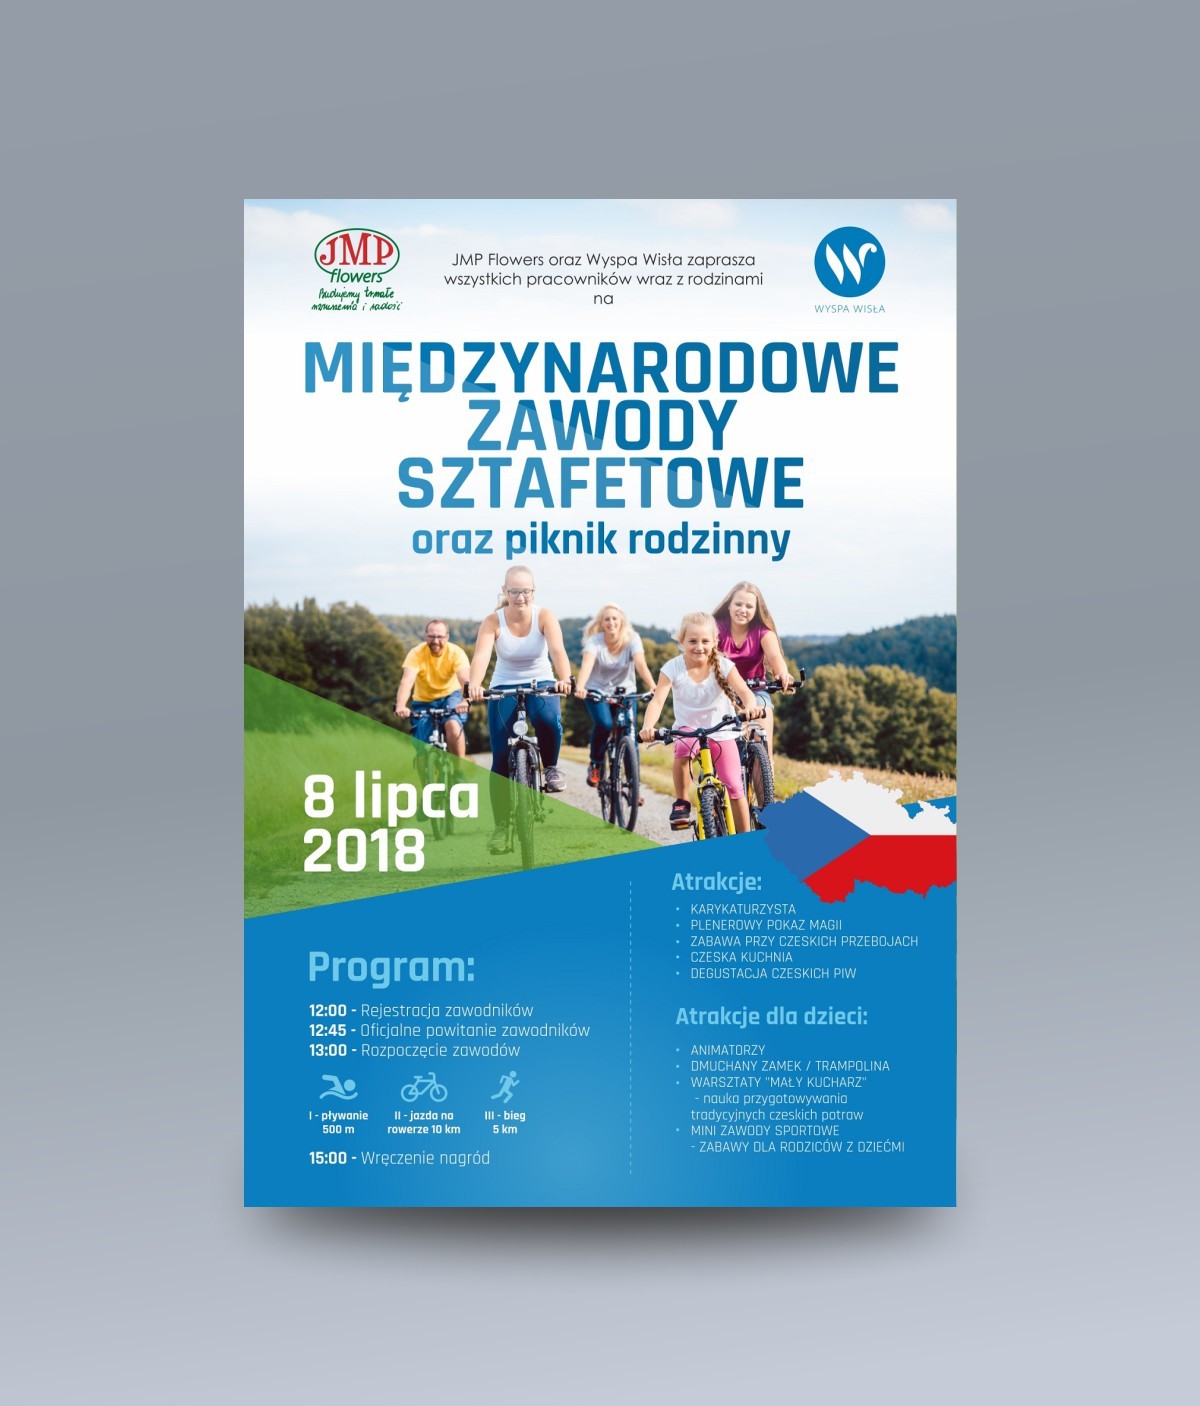 JMP
flowers
Budujemy trwałe
wzruszenia i radość
JMP Flowers oraz Wyspa Wisła zaprasza
wszystkich pracowników wraz z rodzinami
na
WYSPA WISŁA
MIĘDZYNARODOWE
ZAWODY
SZTAFETOWE
oraz piknik rodzinny
8 lipca
2018
Program:
12:00 - Rejestracja zawodników
12:45 - Oficjalne powitanie zawodników
13:00 - Rozpoczęcie zawodów
I - pływanie
500 m
II - jazda na
rowerze 10 km
III - bieg
5 km
15:00 - Wręczenie nagród
Atrakcje:
• KARYKATURZYSTA
• PLENEROWY POKAZ MAGII
• ZABAWA PRZY CZESKICH PRZEBOJACH
• CZESKA KUCHNIA
• DEGUSTACJA CZESKICH PIW
Atrakcje dla dzieci:
• ANIMATORZY
• DMUCHANY ZAMEK / TRAMPOLINA
• WARSZTATY "MAŁY KUCHARZ"
- nauka przygotowywania
tradycyjnych czeskich potraw
• MINI ZAWODY SPORTOWE
- ZABAWY DLA RODZICÓW Z DZIEĆMI